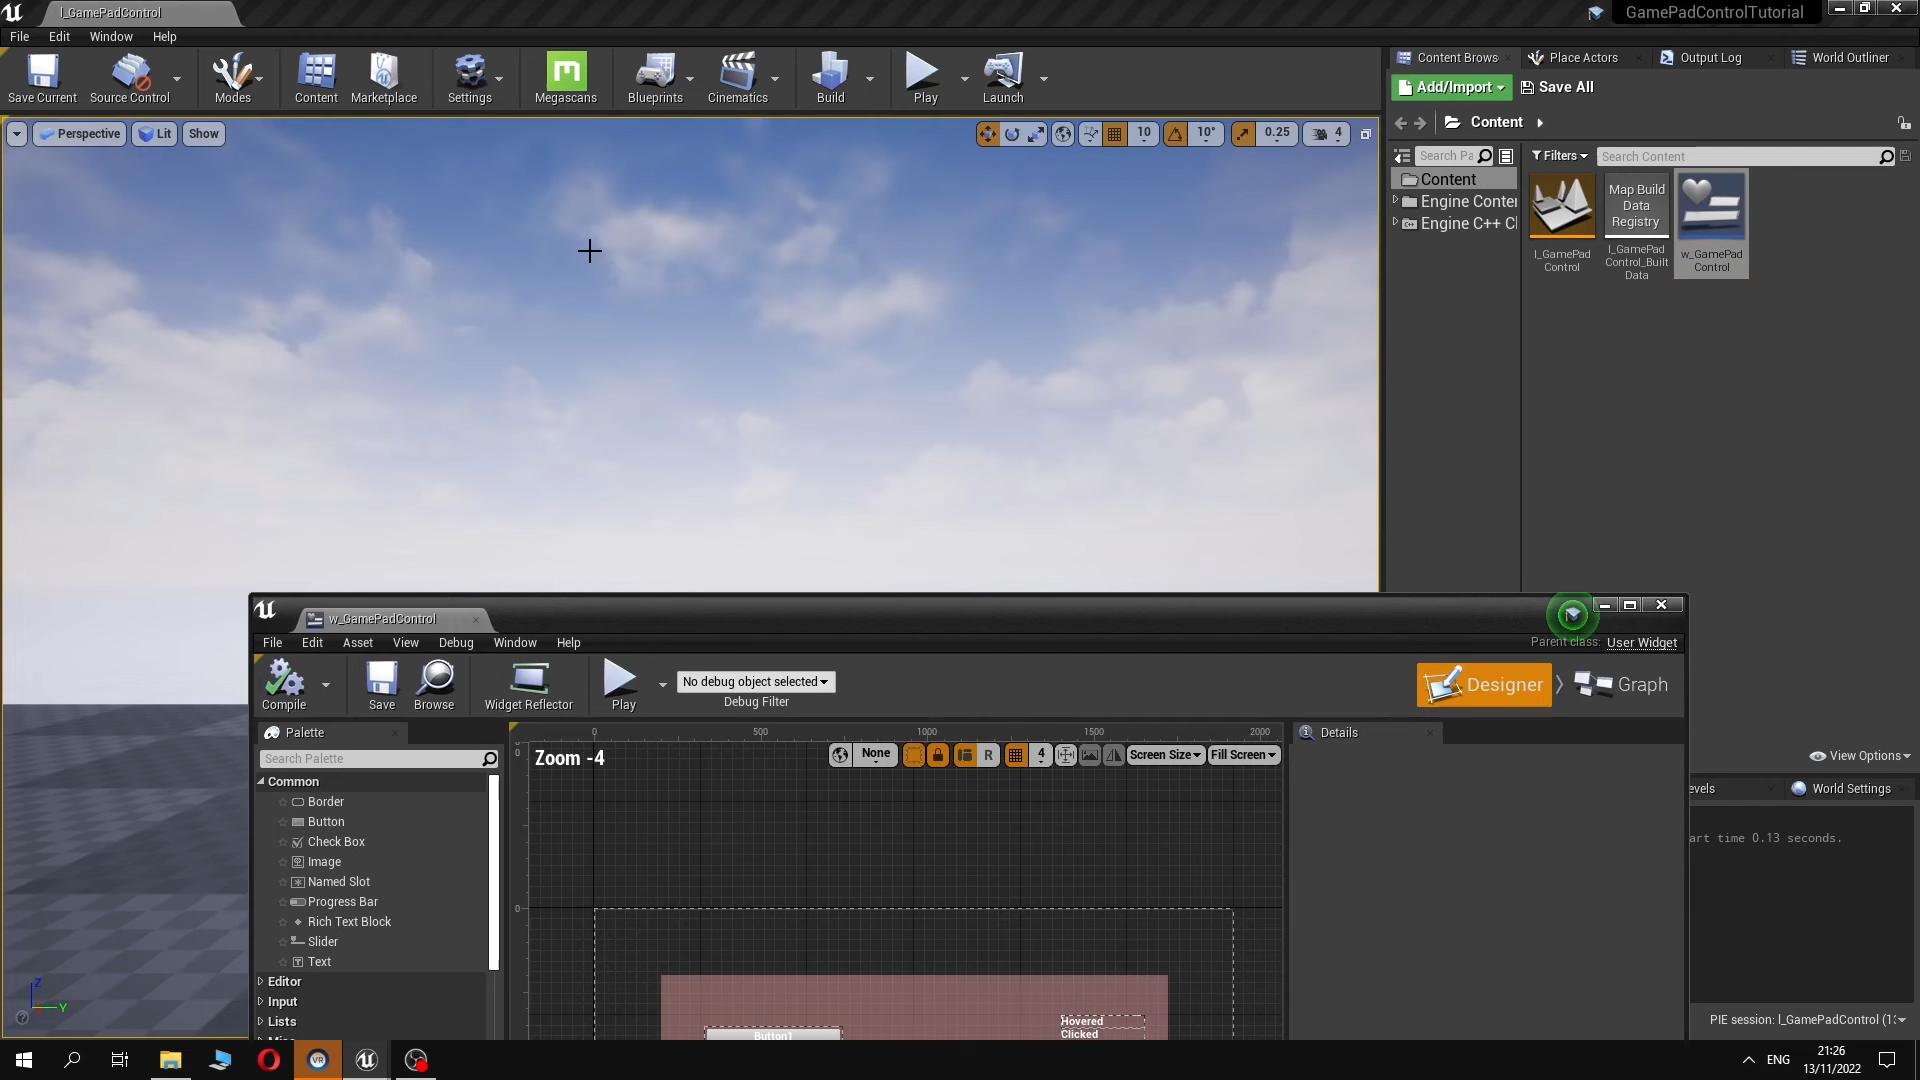 l_GamePadControl
GamePadControlTutorial
File Edit Window Help
Save Current
Source Control
Modes
Content
Marketplace
Settings
Megascans
Blueprints
Cinematics
Build
Play
Launch
Content Brows
Place Actors
Output Log
World Outliner
Add/Import
Save All
Content
Perspective
Lit
Show
10
10°
0.25
4
Search Pa
Filters
Search Content
Content
Engine Conter
Engine C++ Cl
l_GamePad
Control
Map Build
Data
Registry
l_GamePad
Control_Built
Data
w_GamePad
Control
w_GamePadControl
File Edit Asset View Debug Window Help
Parent class: User Widget
Compile
Save
Browse
Widget Reflector
Play
No debug object selected
Debug Filter
Designer
Graph
Palette
Search Palette
Common
Border
Button
Check Box
Image
Named Slot
Progress Bar
Rich Text Block
Slider
Text
Editor
Input
Lists
0
500
1000
1500
2000
0
Zoom -4
None
R
4
Screen Size
Fill Screen
0
Button1
Hovered
Clicked
Details
View Options
evels
World Settings
art time 0.13 seconds.
PIE session: l_GamePadControl (1
Z
Y
VR
ENG
21:26
13/11/2022